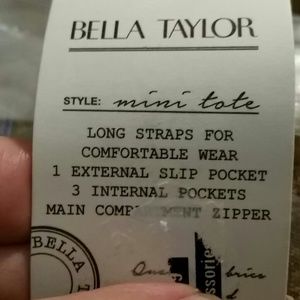 BELLA TAYLOR
STYLE: mini tote
LONG STRAPS FOR
COMFORTABLE WEAR
1 EXTERNAL SLIP POCKET
3 INTERNAL POCKETS
MAIN COMPARTMENT ZIPPER
BELLA